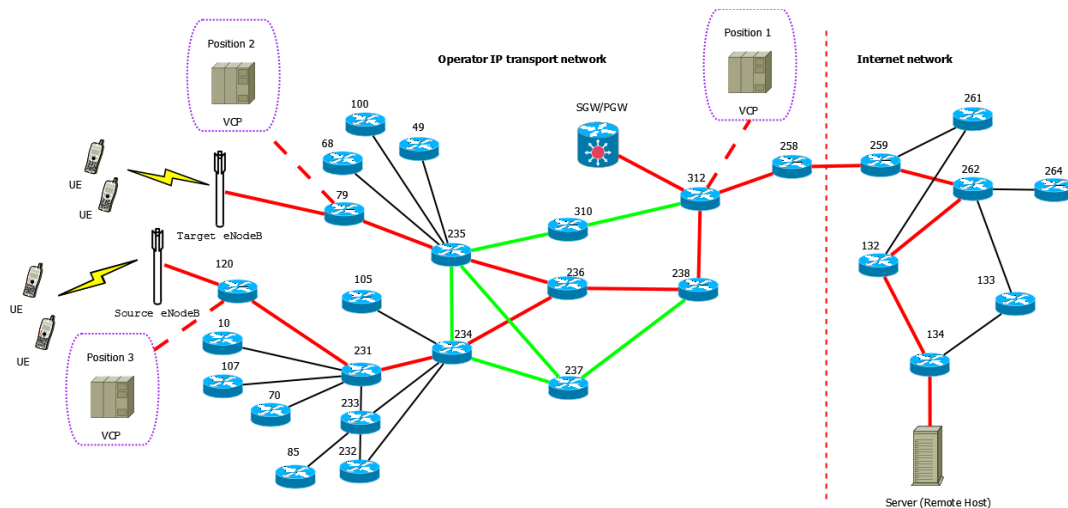 Position 2
VCP
Operator IP transport network
Position 1
VCP
Internet network
UE
UE
Target eNodeB
100
68
49
79
SGW/PGW
312
258
259
261
262
264
310
235
236
238
132
133
134
UE
UE
Source eNodeB
120
105
10
107
70
231
234
237
233
85
232
Position 3
VCP
Server (Remote Host)